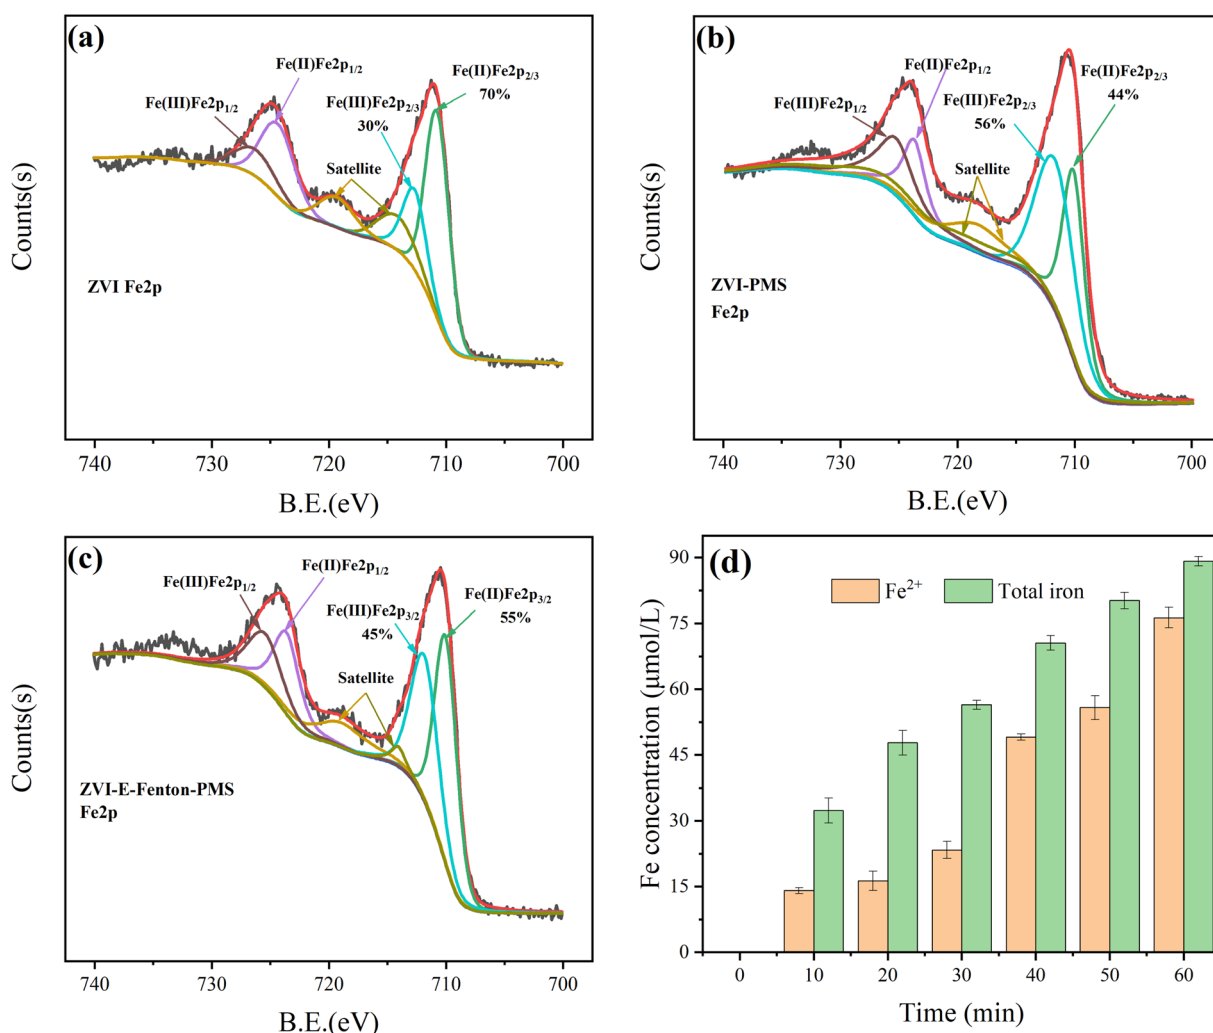 (a)
Fe(II)Fe2p1/2
Fe(III)Fe2p1/2
Fe(II)Fe2p2/3
70%
Fe(III)Fe2p2/3
30%
Satellite
ZVI Fe2p
Counts(s)
740 730 720 710 700
B.E.(eV)
(b)
Fe(II)Fe2p1/2
Fe(III)Fe2p1/2
Fe(II)Fe2p2/3
44%
Fe(III)Fe2p2/3
56%
Satellite
ZVI-PMS
Fe2p
Counts(s)
740 730 720 710 700
B.E.(eV)
(c)
Fe(II)Fe2p1/2
Fe(III)Fe2p1/2
Fe(II)Fe2p3/2
55%
Fe(III)Fe2p3/2
45%
Satellite
ZVI-E-Fenton-PMS
Fe2p
Counts(s)
740 730 720 710 700
B.E.(eV)
(d)
Fe2+ Total iron
Fe concentration (μmol/L)
90
75
60
45
30
15
0
0 10 20 30 40 50 60
Time (min)